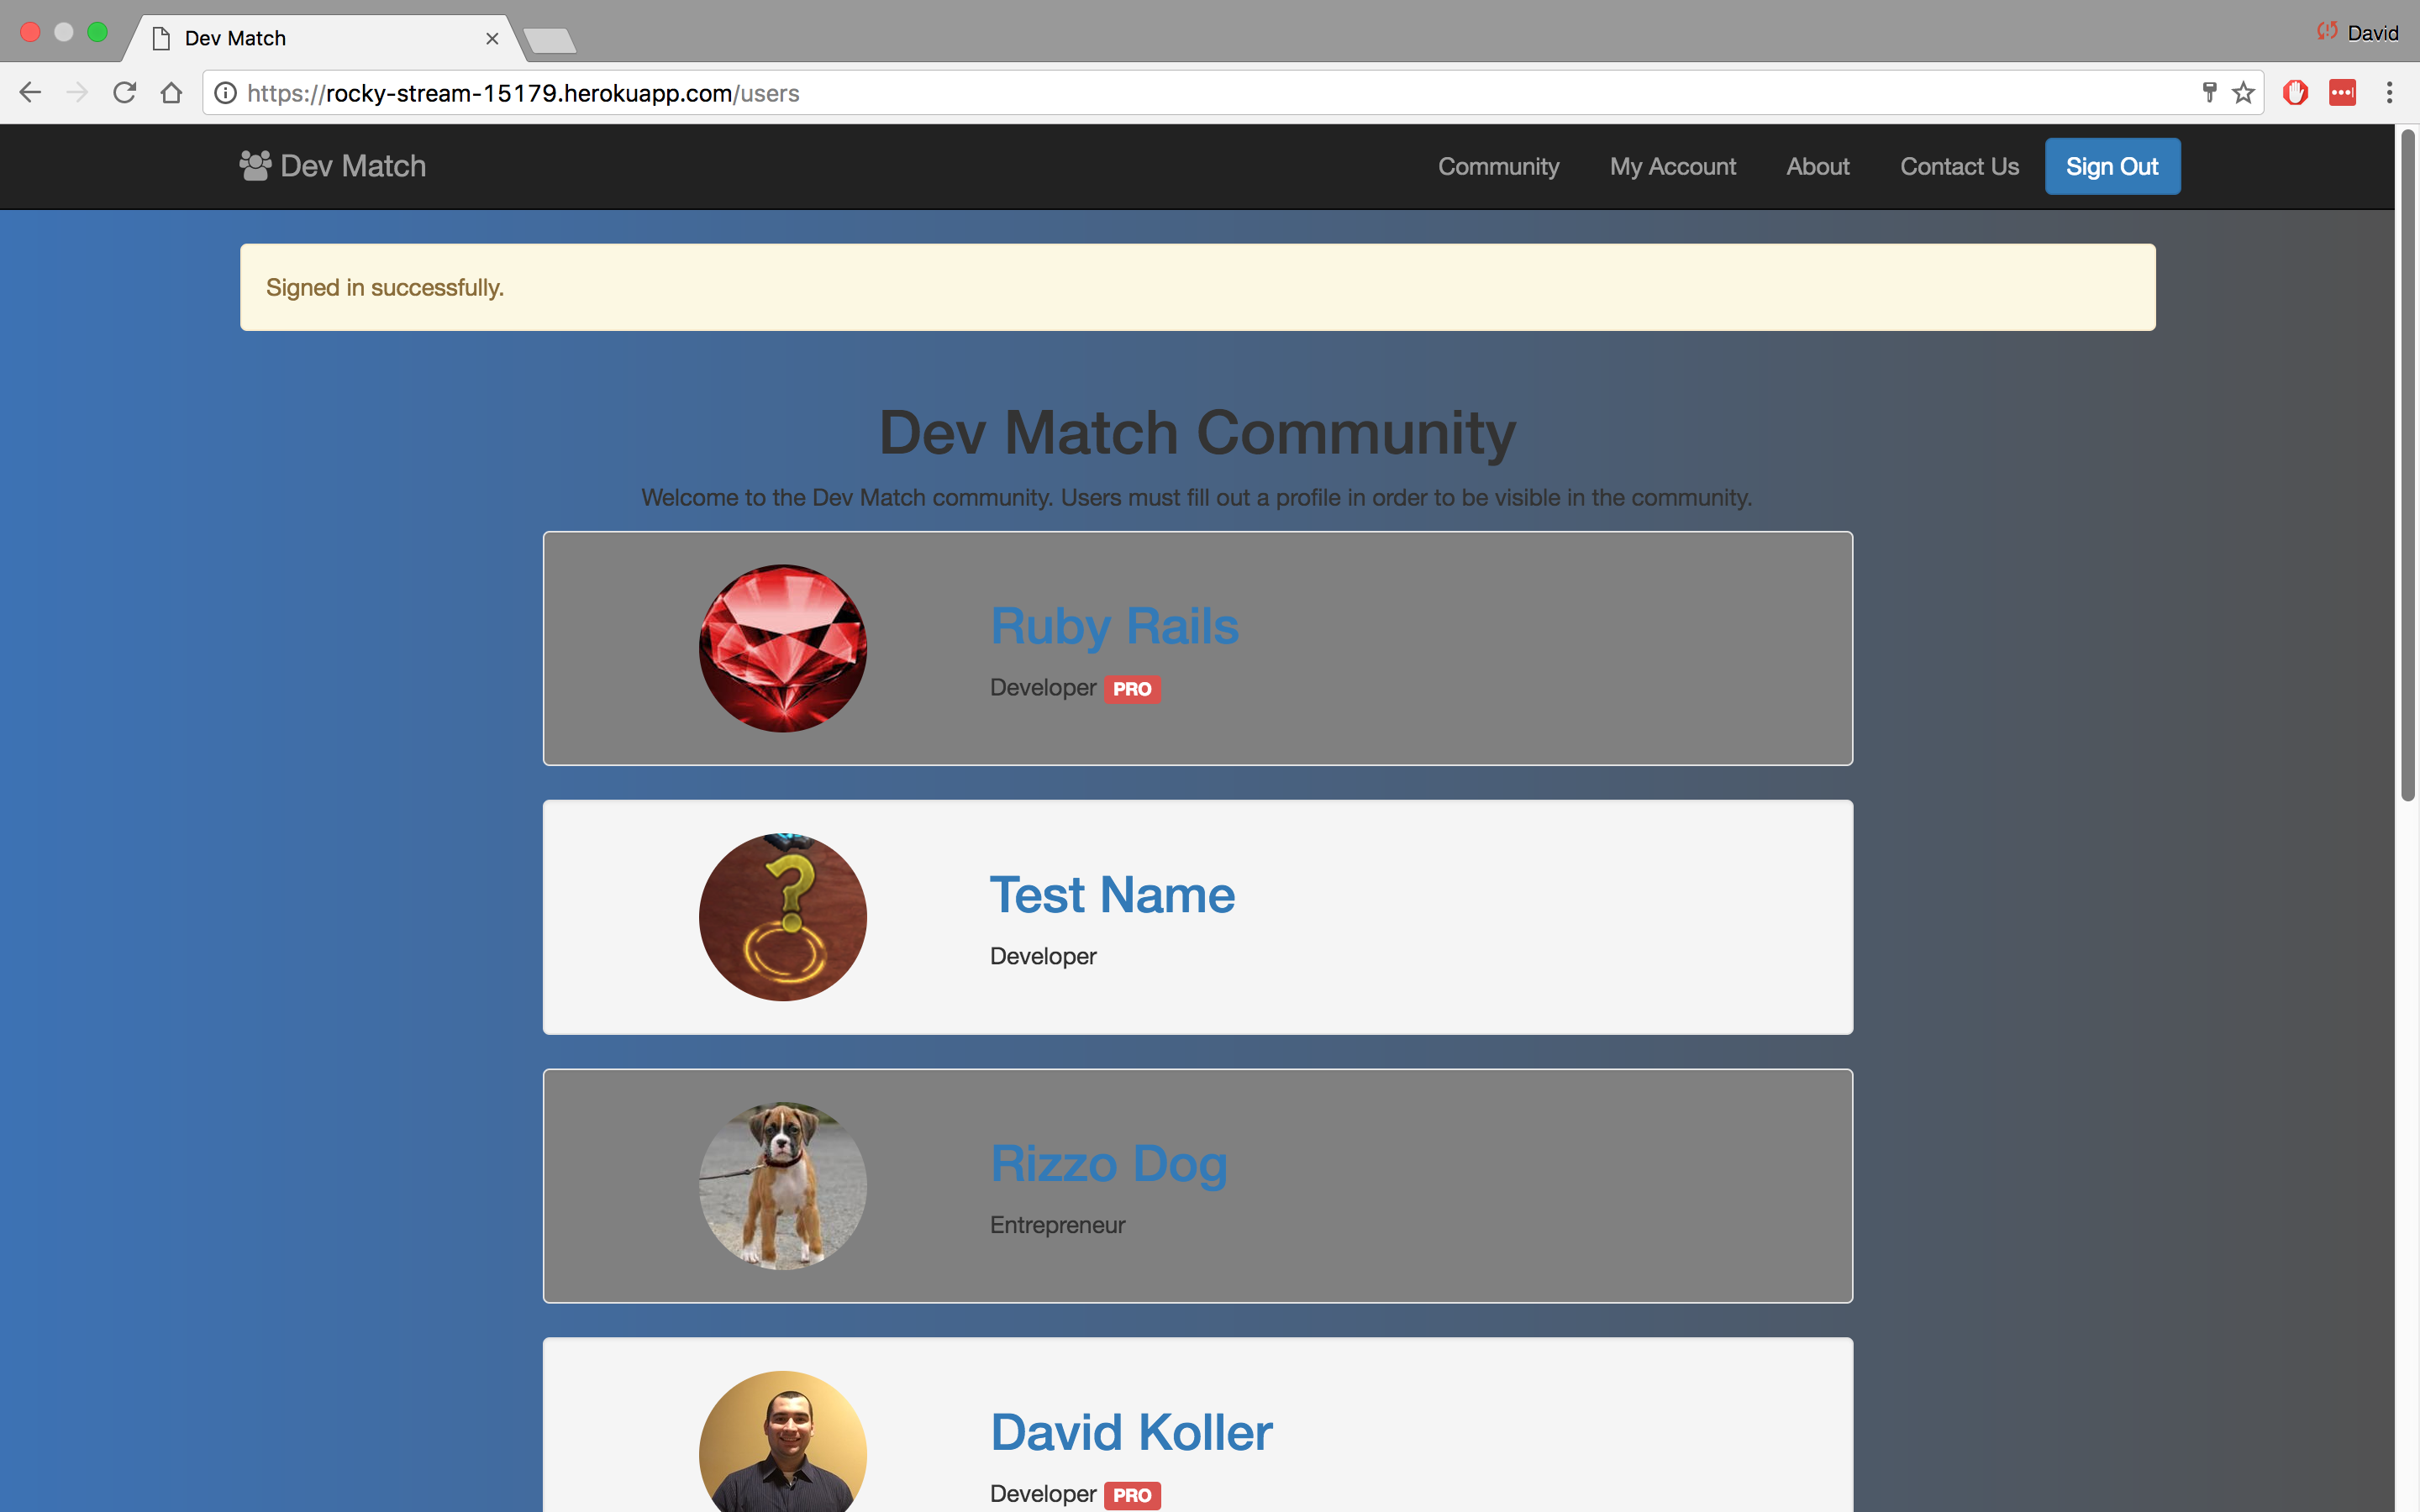 Dev Match
David
https://rocky-stream-15179.herokuapp.com/users
Dev Match
Community
My Account
About
Contact Us
Sign Out
Signed in successfully.
Dev Match Community
Welcome to the Dev Match community. Users must fill out a profile in order to be visible in the community.
Ruby Rails
Developer PRO
Test Name
Developer
Rizzo Dog
Entrepreneur
David Koller
Developer PRO